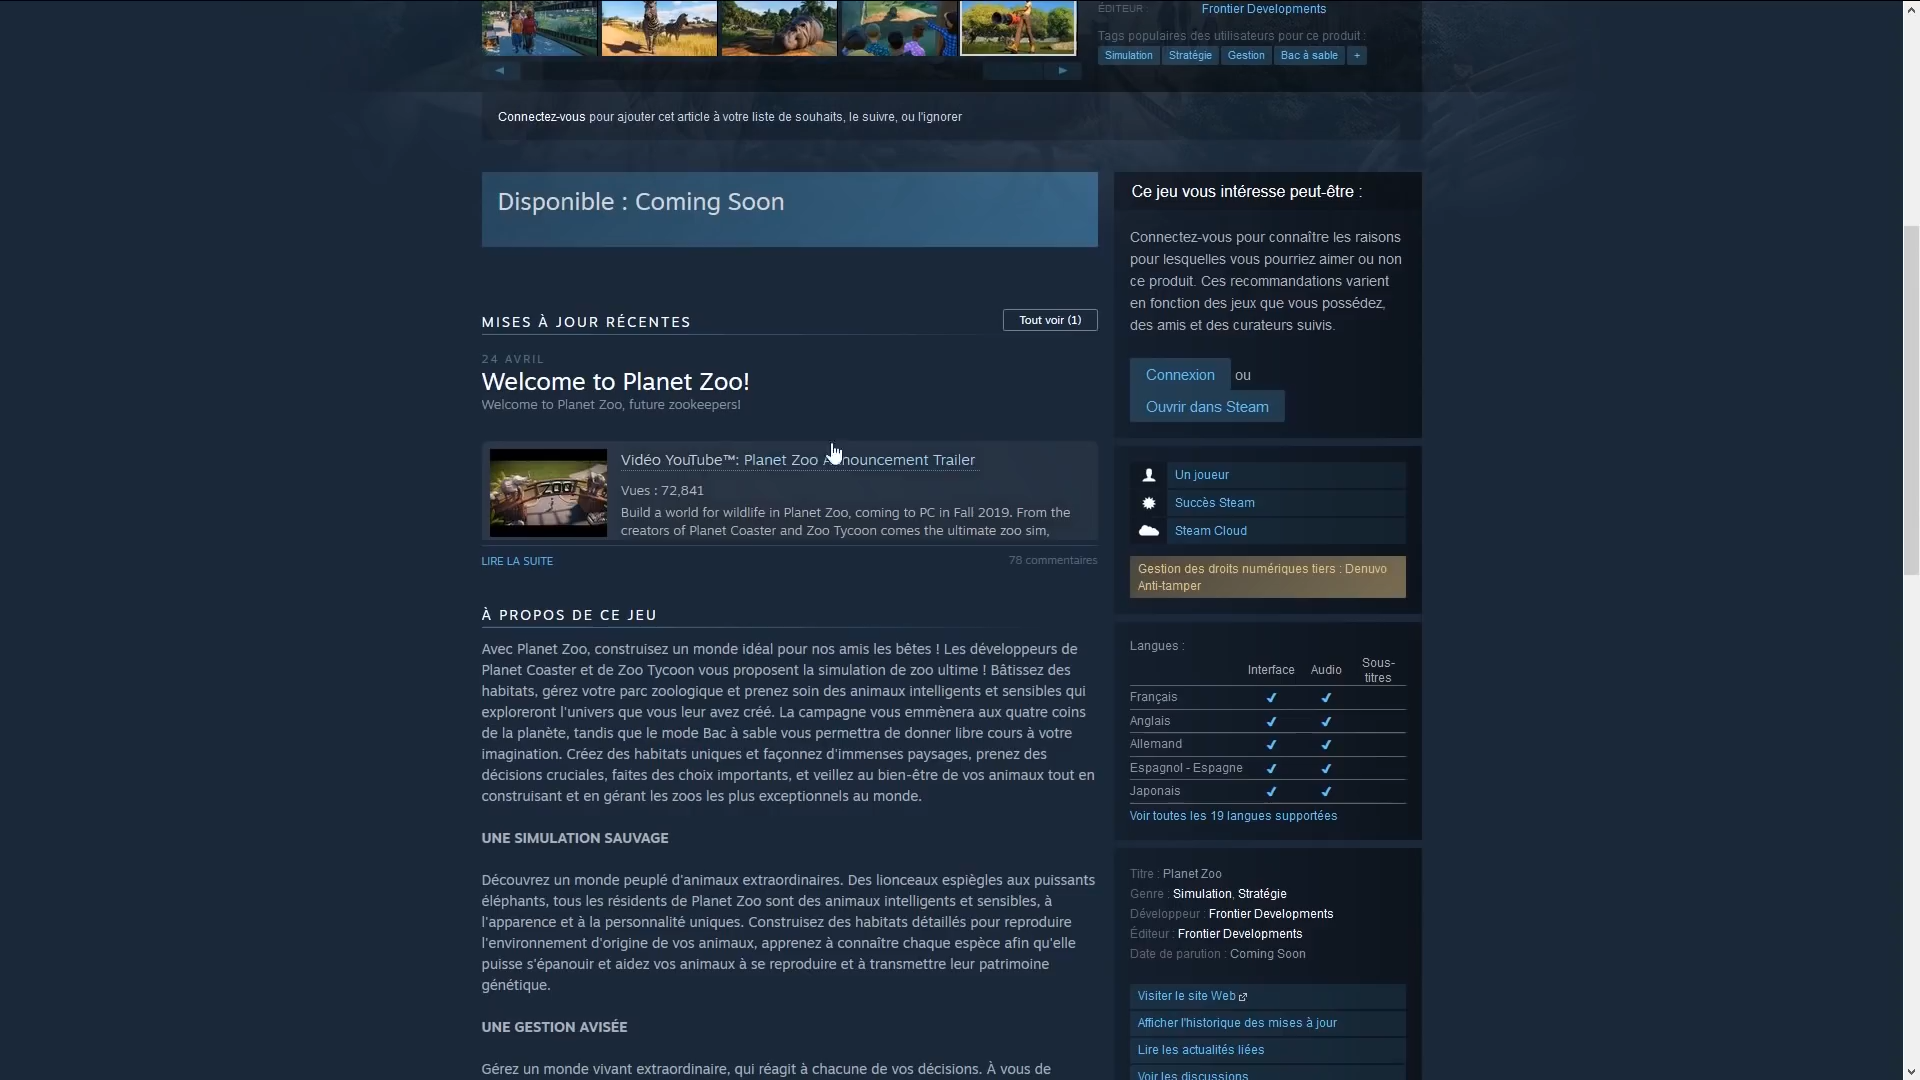 ÉDITEUR : Frontier Developments
Tags populaires des utilisateurs pour ce produit :
Simulation Stratégie Gestion Bac à sable +
Connectez-vous pour ajouter cet article à votre liste de souhaits, le suivre, ou l'ignorer
Disponible : Coming Soon
MISES À JOUR RÉCENTES
Tout voir (1)
24 AVRIL
Welcome to Planet Zoo!
Welcome to Planet Zoo, future zookeepers!
Vidéo YouTube™: Planet Zoo Announcement Trailer
Vues : 72,841
Build a world for wildlife in Planet Zoo, coming to PC in Fall 2019. From the
creators of Planet Coaster and Zoo Tycoon comes the ultimate zoo sim,
LIRE LA SUITE
78 commentaires
À PROPOS DE CE JEU
Avec Planet Zoo, construisez un monde idéal pour nos amis les bêtes ! Les développeurs de
Planet Coaster et de Zoo Tycoon vous proposent la simulation de zoo ultime ! Bâtissez des
habitats, gérez votre parc zoologique et prenez soin des animaux intelligents et sensibles qui
exploreront l'univers que vous leur avez créé. La campagne vous emmènera aux quatre coins
de la planète, tandis que le mode Bac à sable vous permettra de donner libre cours à votre
imagination. Créez des habitats uniques et façonnez d'immenses paysages, prenez des
décisions cruciales, faites des choix importants, et veillez au bien-être de vos animaux tout en
construisant et en gérant les zoos les plus exceptionnels au monde.
UNE SIMULATION SAUVAGE
Découvrez un monde peuplé d'animaux extraordinaires. Des lionceaux espiègles aux puissants
éléphants, tous les résidents de Planet Zoo sont des animaux intelligents et sensibles, à
l'apparence et à la personnalité uniques. Construisez des habitats détaillés pour reproduire
l'environnement d'origine de vos animaux, apprenez à connaître chaque espèce afin qu'elle
puisse s'épanouir et aidez vos animaux à se reproduire et à transmettre leur patrimoine
génétique.
UNE GESTION AVISÉE
Gérez un monde vivant extraordinaire, qui réagit à chacune de vos décisions. À vous de
Ce jeu vous intéresse peut-être :
Connectez-vous pour connaître les raisons
pour lesquelles vous pourriez aimer ou non
ce produit. Ces recommandations varient
en fonction des jeux que vous possédez,
des amis et des curateurs suivis.
Connexion ou
Ouvrir dans Steam
Un joueur
Succès Steam
Steam Cloud
Gestion des droits numériques tiers : Denuvo
Anti-tamper
Langues :
Interface Audio Sous-
titres
Français ✔ ✔
Anglais ✔ ✔
Allemand ✔ ✔
Espagnol - Espagne ✔ ✔
Japonais ✔ ✔
Voir toutes les 19 langues supportées
Titre : Planet Zoo
Genre : Simulation, Stratégie
Développeur : Frontier Developments
Éditeur : Frontier Developments
Date de parution : Coming Soon
Visiter le site Web
Afficher l'historique des mises à jour
Lire les actualités liées
Voir les discussions